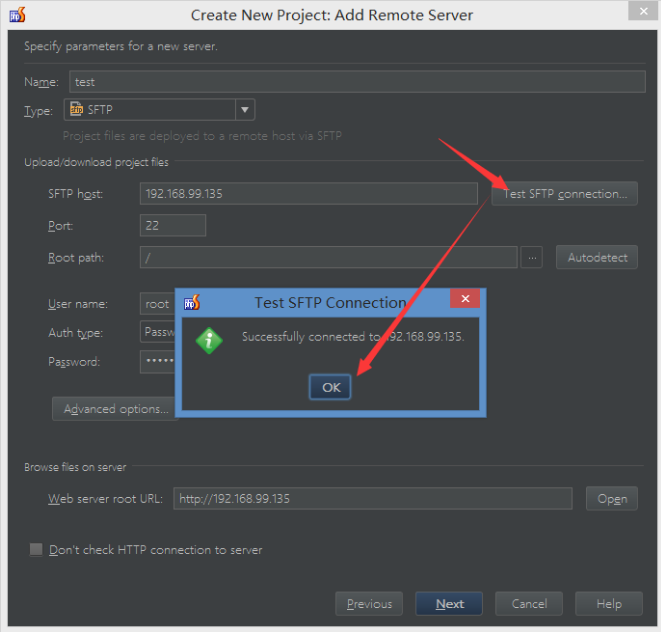 Create New Project: Add Remote Server
Specify parameters for a new server.
Name: test
Type: SFTP
Project files are deployed to a remote host via SFTP
Upload/download project files
SFTP host: 192.168.99.135 Test SFTP connection...
Port: 22
Root path: / ... Autodetect
Test SFTP Connection
User name: root
Successfully connected to 192.168.99.135.
Auth type: Passw
Password: •••••
OK
Advanced options...
Browse files on server
Web server root URL: http://192.168.99.135 Open
Don't check HTTP connection to server
Previous Next Cancel Help